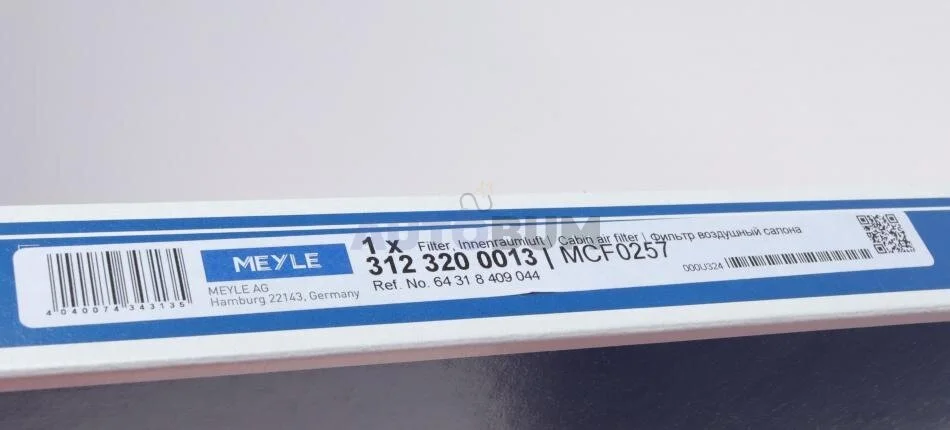 AUTOBUM
MEYLE
MEYLE AG
Hamburg 22143, Germany
4 040074 343135
1 x Filter, Innenraumluft | Cabin air filter | Фильтр воздушный салона
312 320 0013 | MCF0257
Ref. No. 64 31 8 409 044
000U324